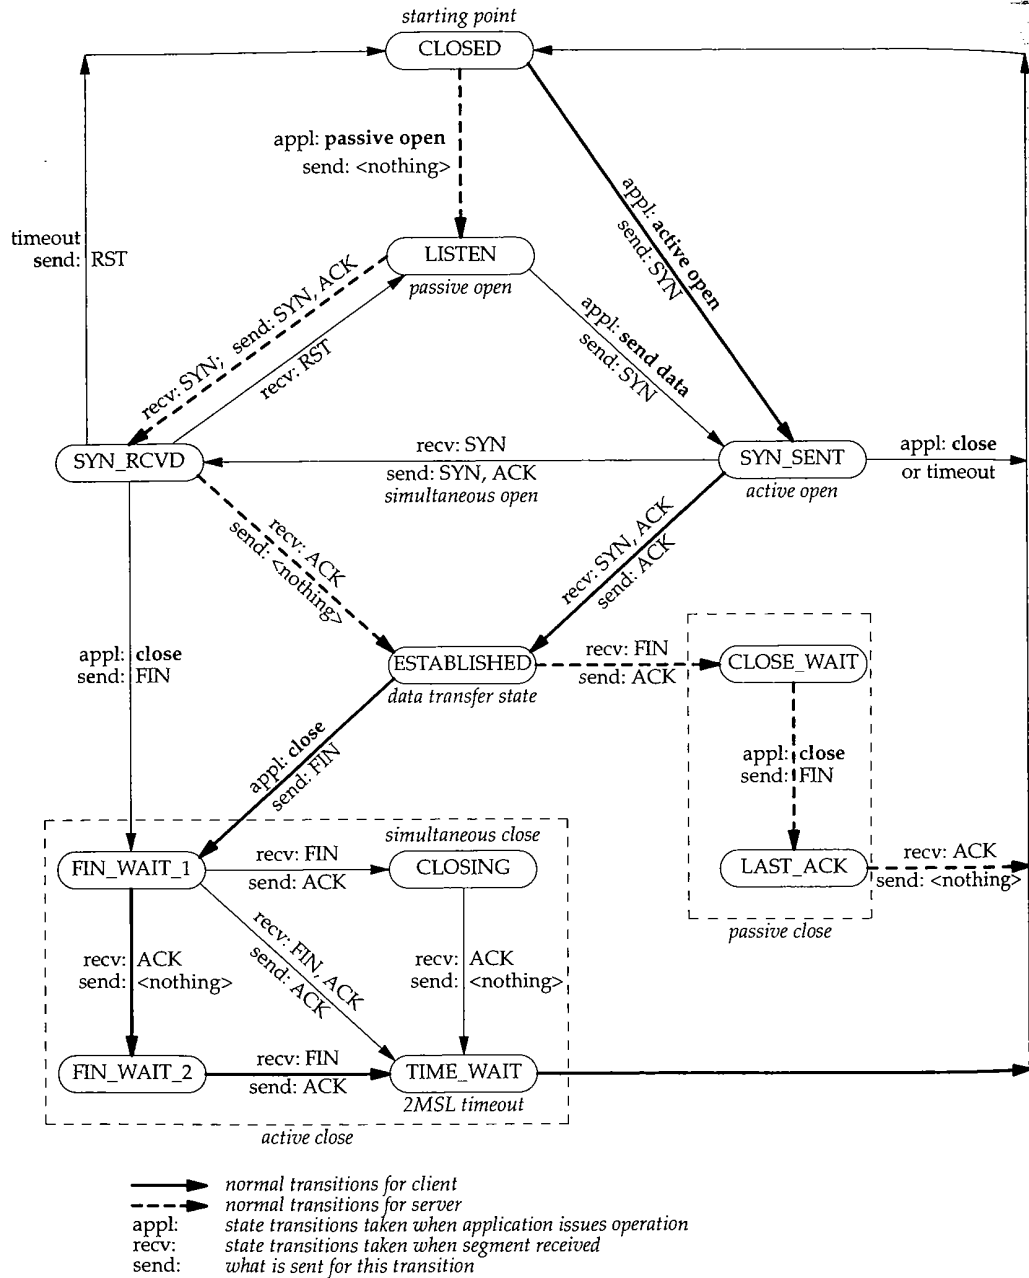 starting point
CLOSED
appl: passive open
send: <nothing>
appl: active open
send: SYN
timeout
send: RST
LISTEN
passive open
recv: SYN; send: SYN, ACK
recv: RST
appl: send data
send: SYN
SYN_RCVD
recv: SYN
send: SYN, ACK
simultaneous open
SYN_SENT
active open
appl: close
or timeout
recv: ACK
send: <nothing>
recv: SYN, ACK
send: ACK
appl: close
send: FIN
ESTABLISHED
data transfer state
recv: FIN
send: ACK
CLOSE_WAIT
appl: close
send: FIN
appl: close
send: FIN
simultaneous close
FIN_WAIT_1
recv: FIN
send: ACK
CLOSING
LAST_ACK
recv: ACK
send: <nothing>
passive close
recv: ACK
send: <nothing>
recv: FIN, ACK
send: ACK
recv: ACK
send: <nothing>
FIN_WAIT_2
recv: FIN
send: ACK
TIME_WAIT
2MSL timeout
active close
normal transitions for client
normal transitions for server
appl: state transitions taken when application issues operation
recv: state transitions taken when segment received
send: what is sent for this transition